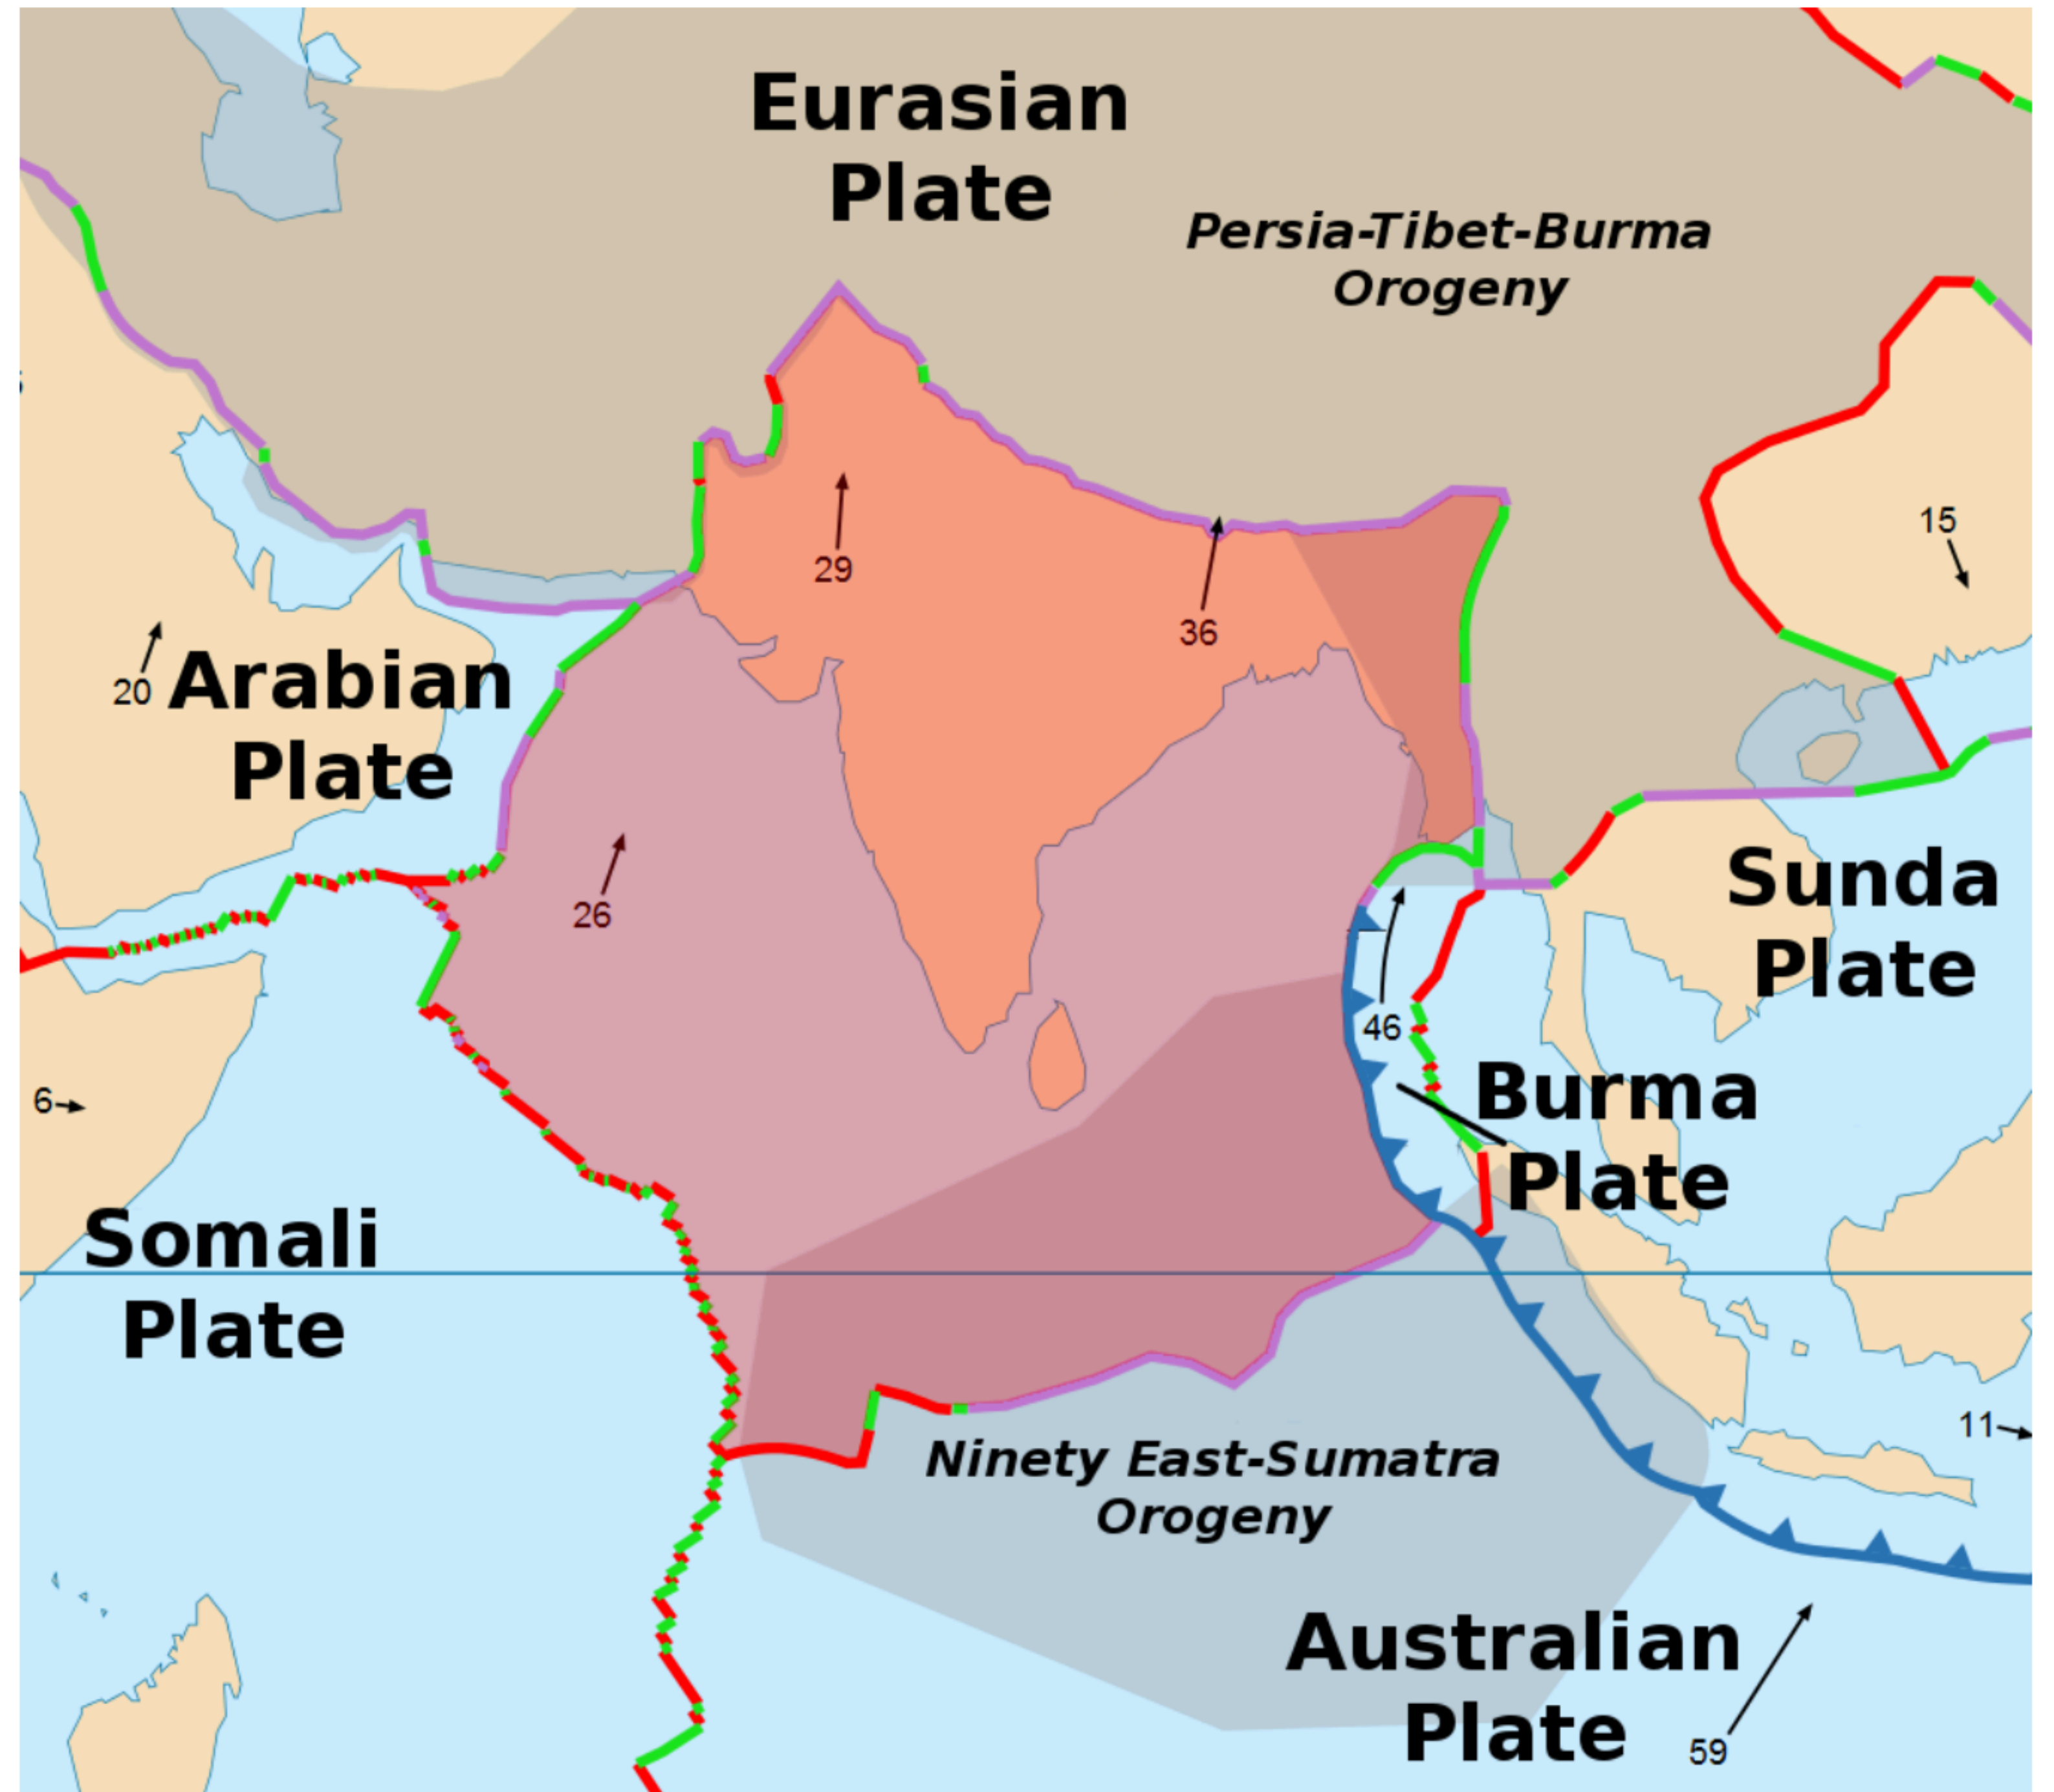 Eurasian
Plate
Persia-Tibet-Burma
Orogeny
29
36
15
20
Arabian
Plate
26
Sunda
Plate
46
Burma
Plate
6
Somali
Plate
11
Ninety East-Sumatra
Orogeny
Australian
Plate
59